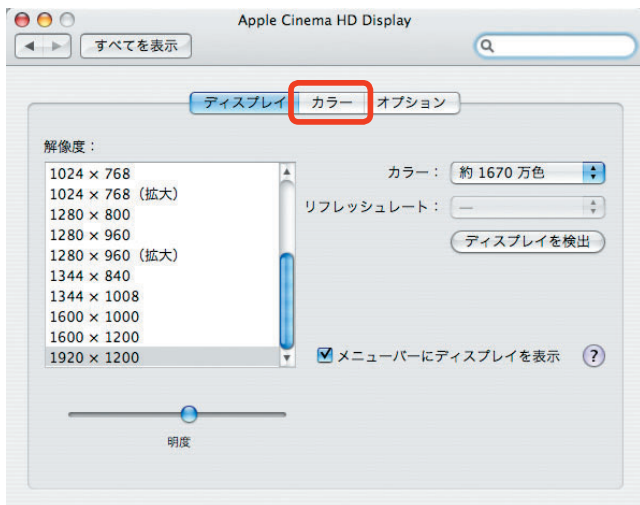 Apple Cinema HD Display
すべてを表示
ディスプレイ カラー オプション
解像度：
1024 × 768
1024 × 768（拡大）
1280 × 800
1280 × 960
1280 × 960（拡大）
1344 × 840
1344 × 1008
1600 × 1000
1600 × 1200
1920 × 1200
カラー： 約 1670 万色
リフレッシュレート： —
ディスプレイを検出
メニューバーにディスプレイを表示 ?
明度